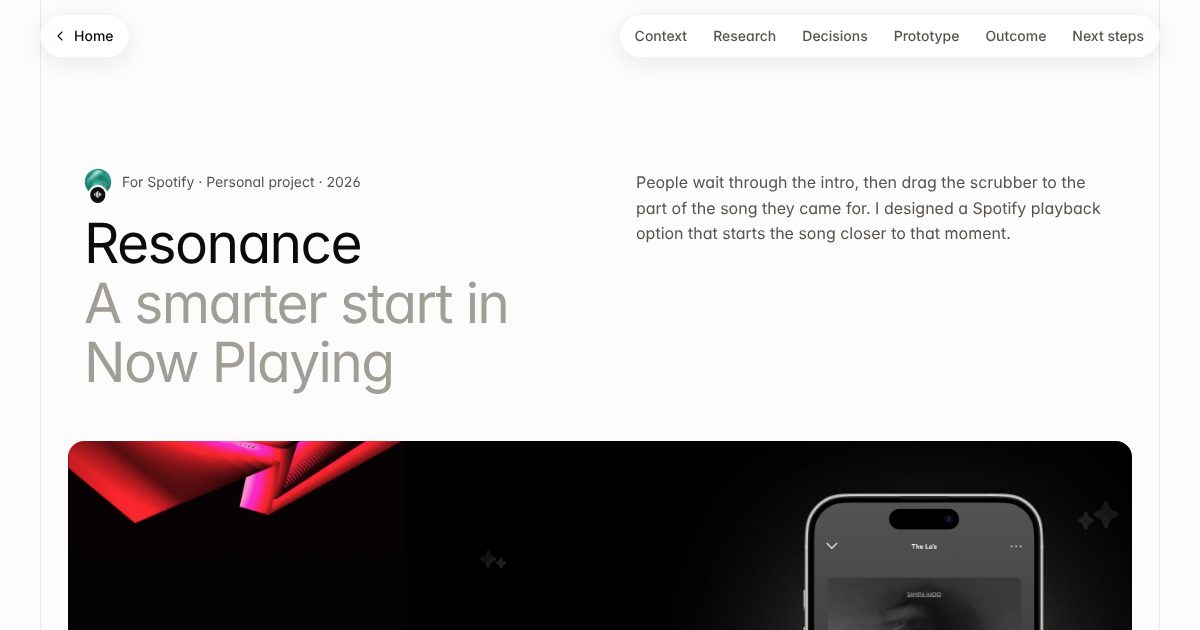 Home
Context Research Decisions Prototype Outcome Next steps
For Spotify · Personal project · 2026
Resonance
A smarter start in
Now Playing
People wait through the intro, then drag the scrubber to the
part of the song they came for. I designed a Spotify playback
option that starts the song closer to that moment.
The La's